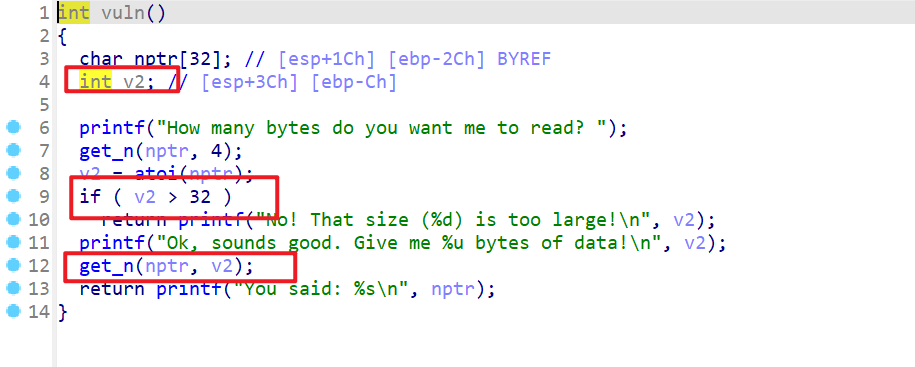 1 int vuln()
2 {
3 char nptr[32]; // [esp+1Ch] [ebp-2Ch] BYREF
4 int v2; // [esp+3Ch] [ebp-Ch]
5
6 printf("How many bytes do you want me to read? ");
7 get_n(nptr, 4);
8 v2 = atoi(nptr);
9 if ( v2 > 32 )
10 return printf("No! That size (%d) is too large!\n", v2);
11 printf("Ok, sounds good. Give me %u bytes of data!\n", v2);
12 get_n(nptr, v2);
13 return printf("You said: %s\n", nptr);
14 }